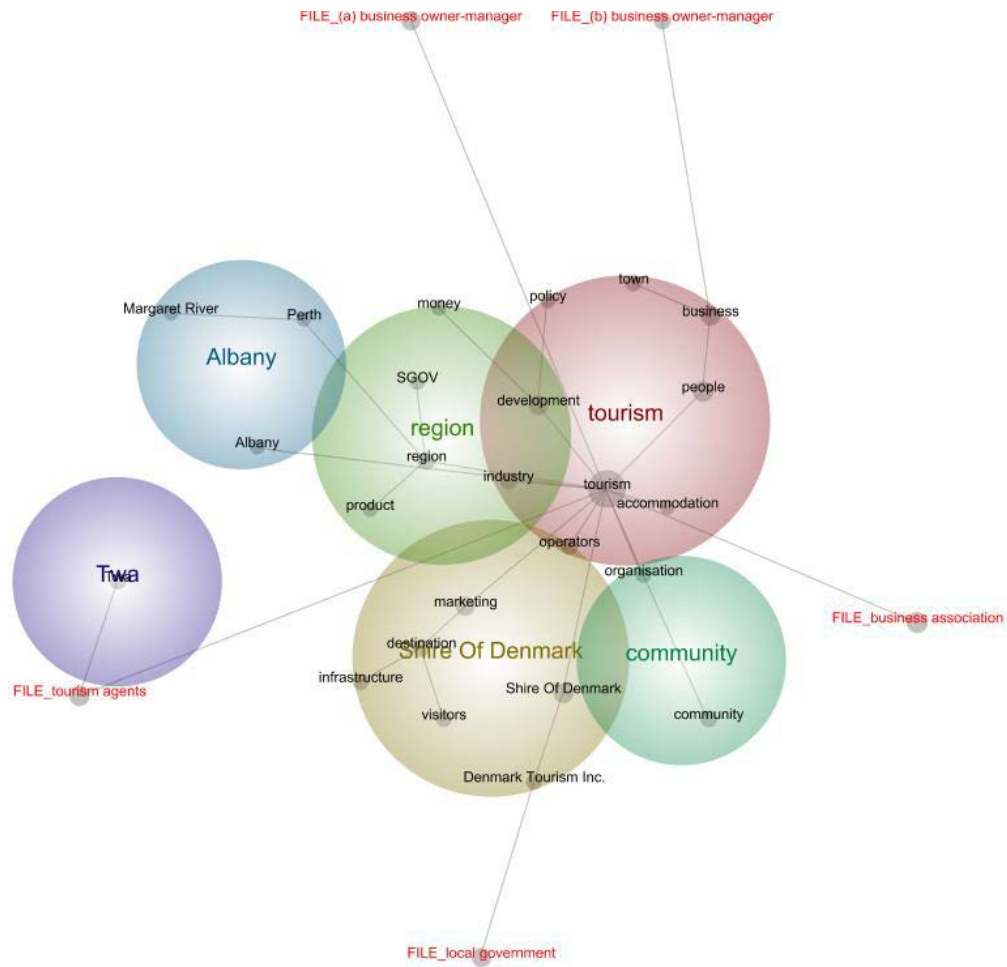 FILE_(a) business owner-manager
FILE_(b) business owner-manager
town
policy
money
Margaret River
Perth
business
Albany
SGOV
people
development
tourism
region
Albany
region
industry
tourism
product
accommodation
operators
organisation
Twa
Twa
marketing
FILE_business association
destination
Shire Of Denmark
community
infrastructure
Shire Of Denmark
FILE_tourism agents
visitors
community
Denmark Tourism Inc.
FILE_local government